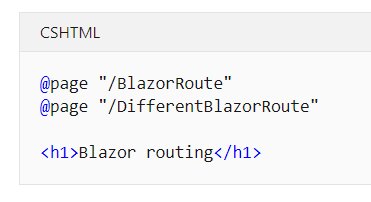 CSHTML
@page "/BlazorRoute"
@page "/DifferentBlazorRoute"
<h1>Blazor routing</h1>